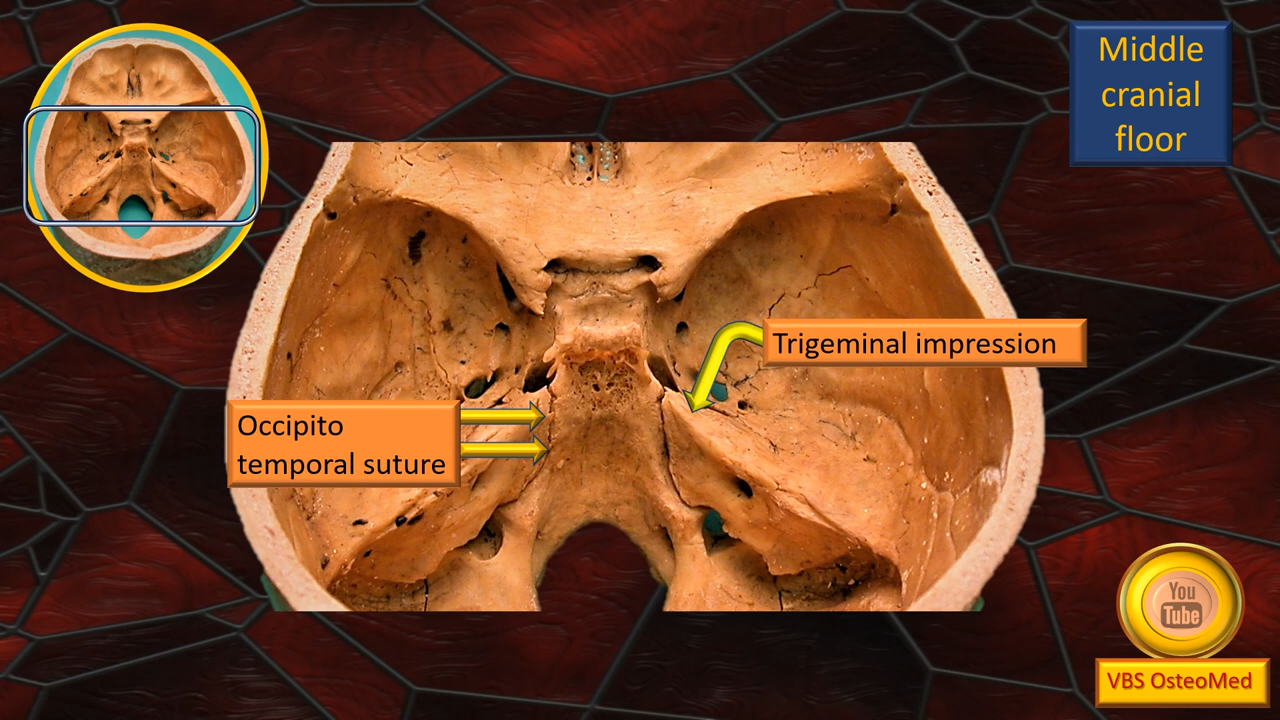 Middle
cranial
floor
Trigeminal impression
Occipito
temporal suture
You
Tube
VBS OsteoMed